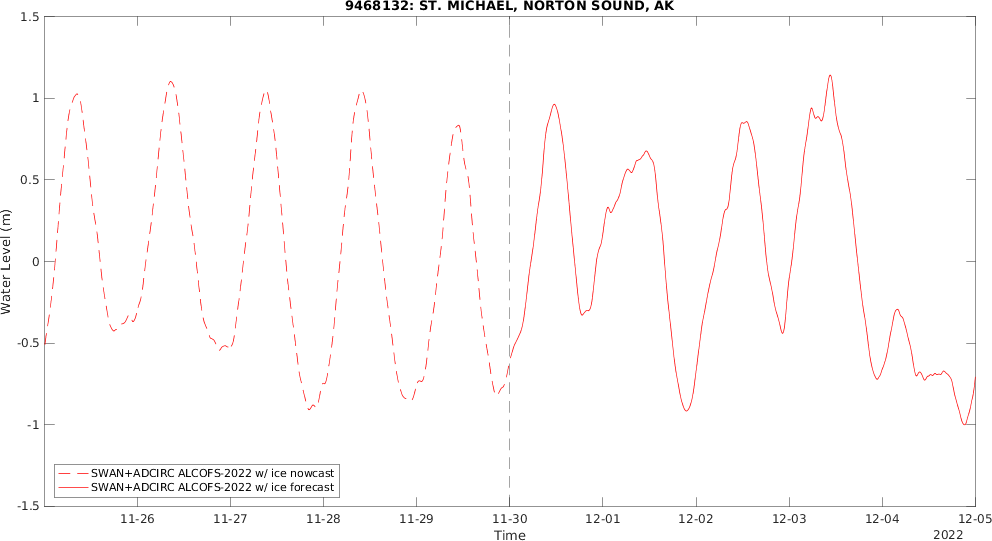 9468132: ST. MICHAEL, NORTON SOUND, AK
1.5
1
0.5
0
-0.5
-1
-1.5
Water Level (m)
SWAN+ADCIRC ALCOFS-2022 w/ ice nowcast
SWAN+ADCIRC ALCOFS-2022 w/ ice forecast
11-26 11-27 11-28 11-29 11-30 12-01 12-02 12-03 12-04 12-05
Time
2022